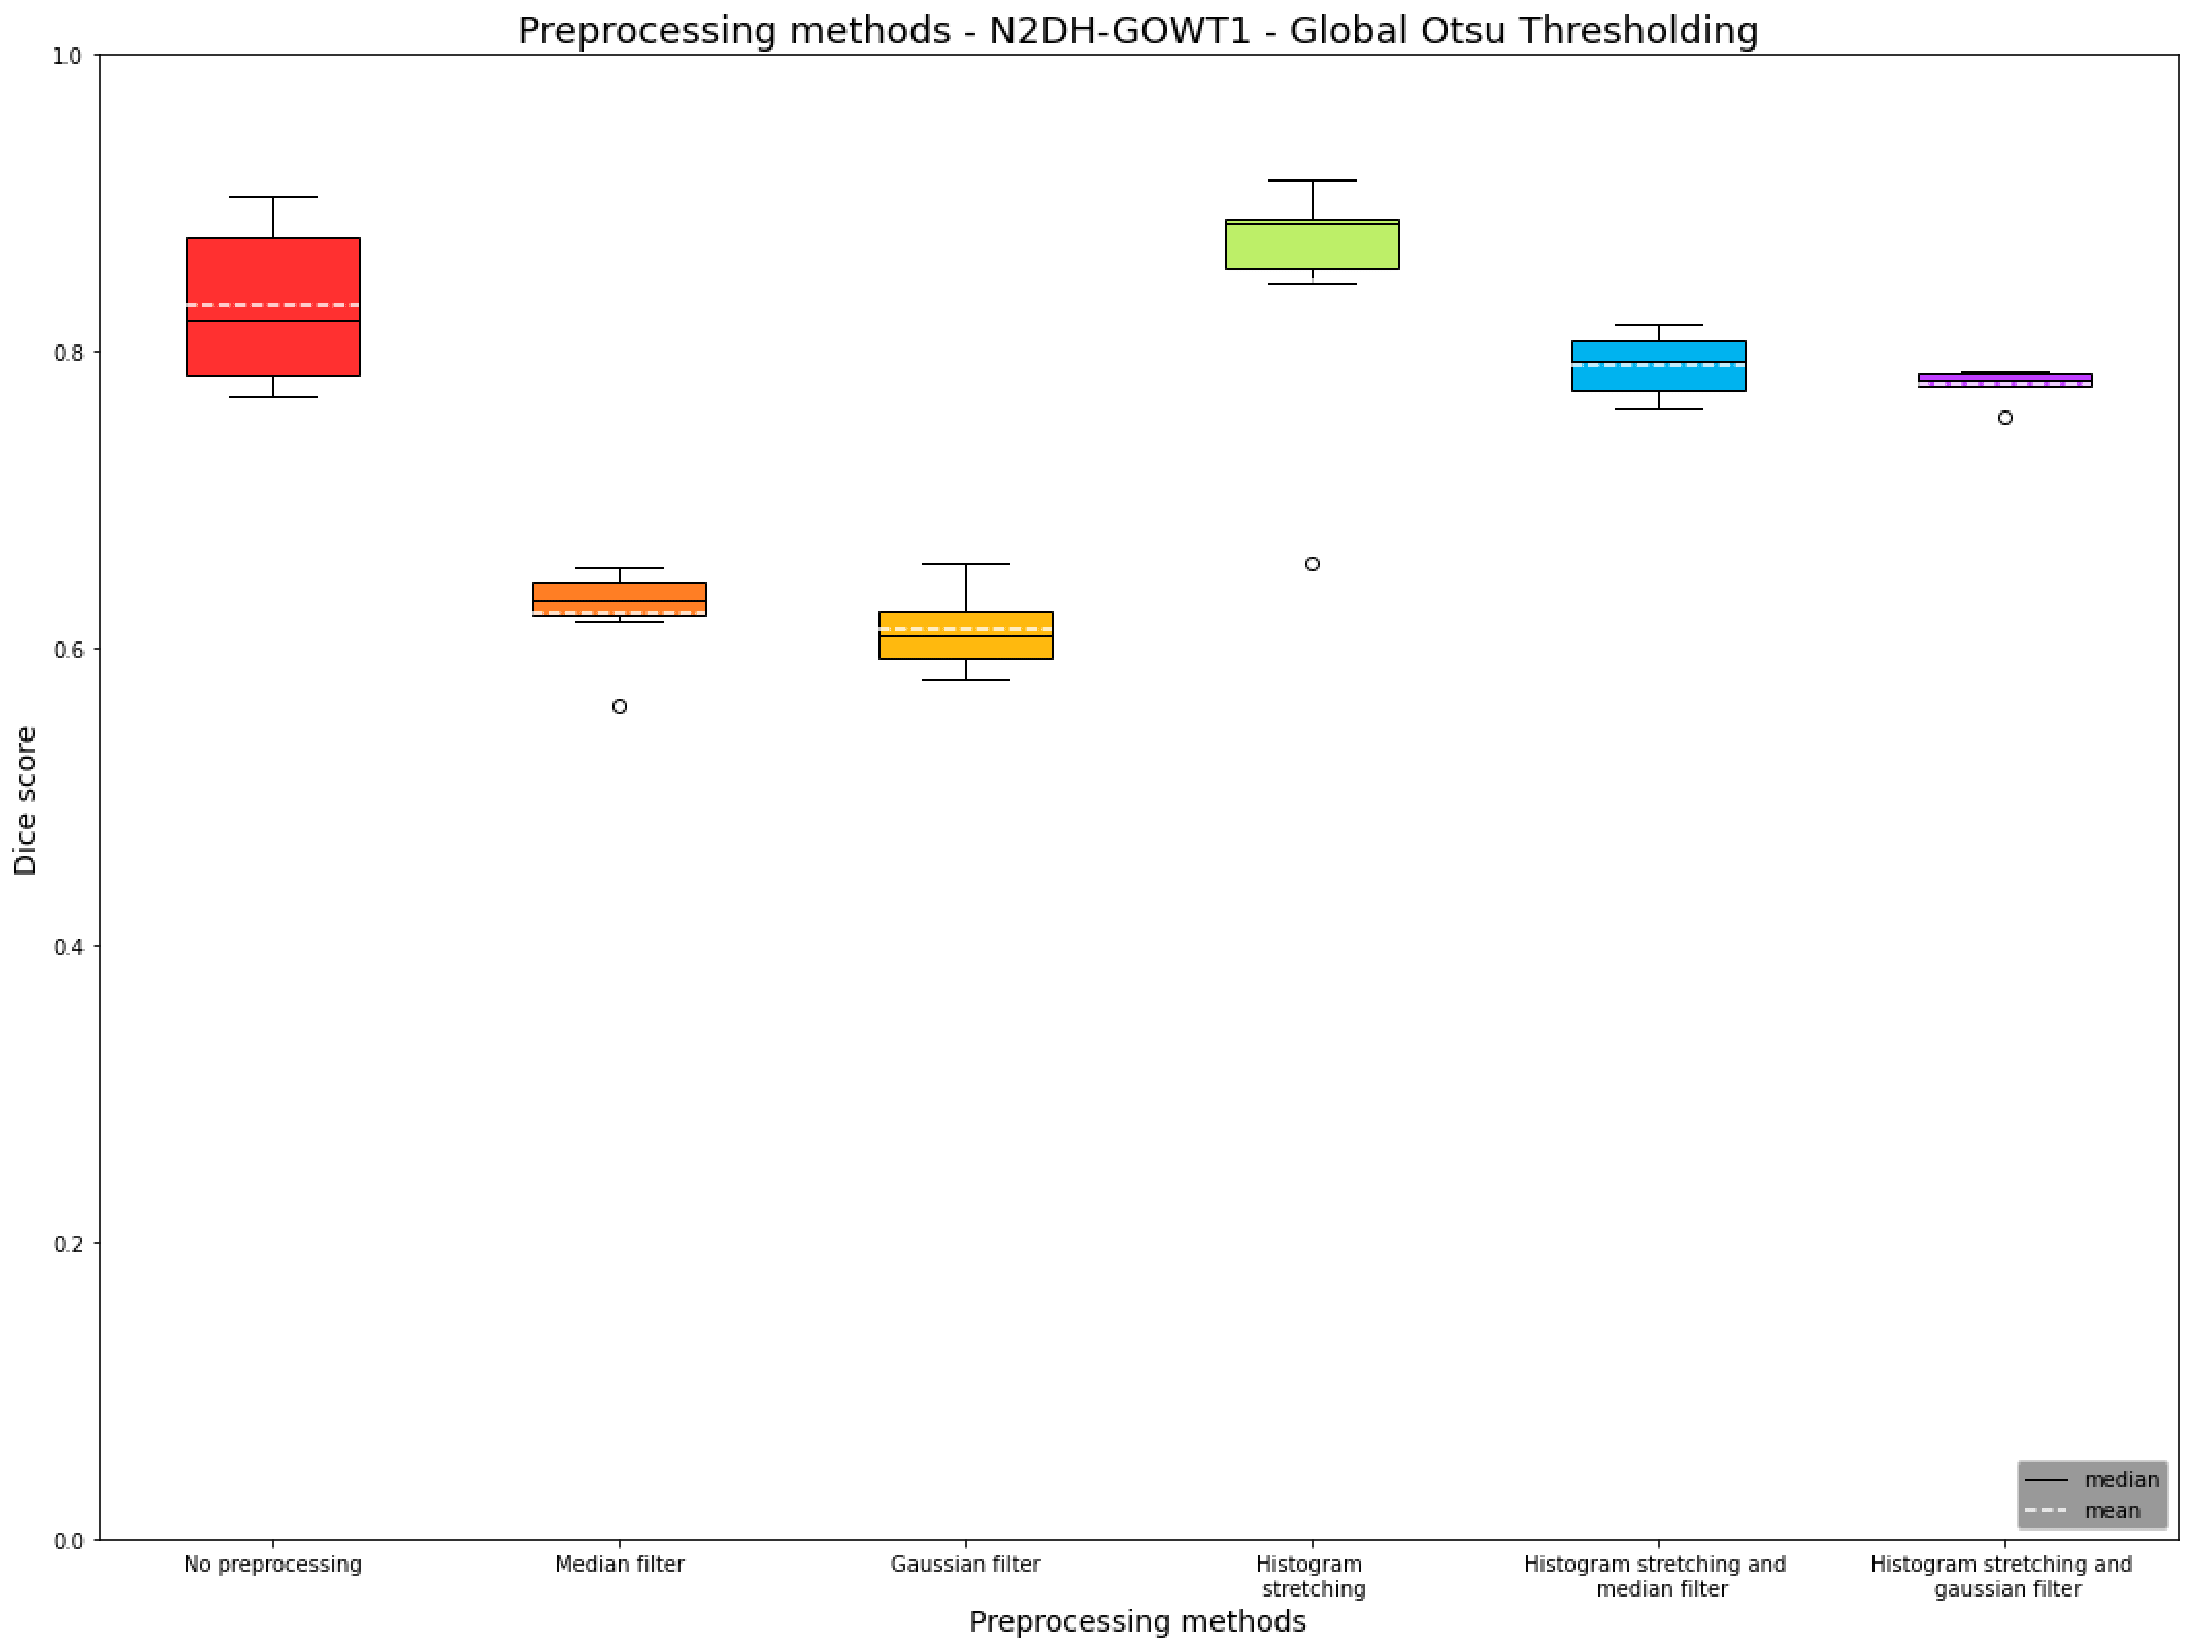 Preprocessing methods - N2DH-GOWT1 - Global Otsu Thresholding
1.0
0.8
0.6
0.4
0.2
0.0
Dice score
No preprocessing
Median filter
Gaussian filter
Histogram
stretching
Histogram stretching and
median filter
Histogram stretching and
gaussian filter
Preprocessing methods
median
mean